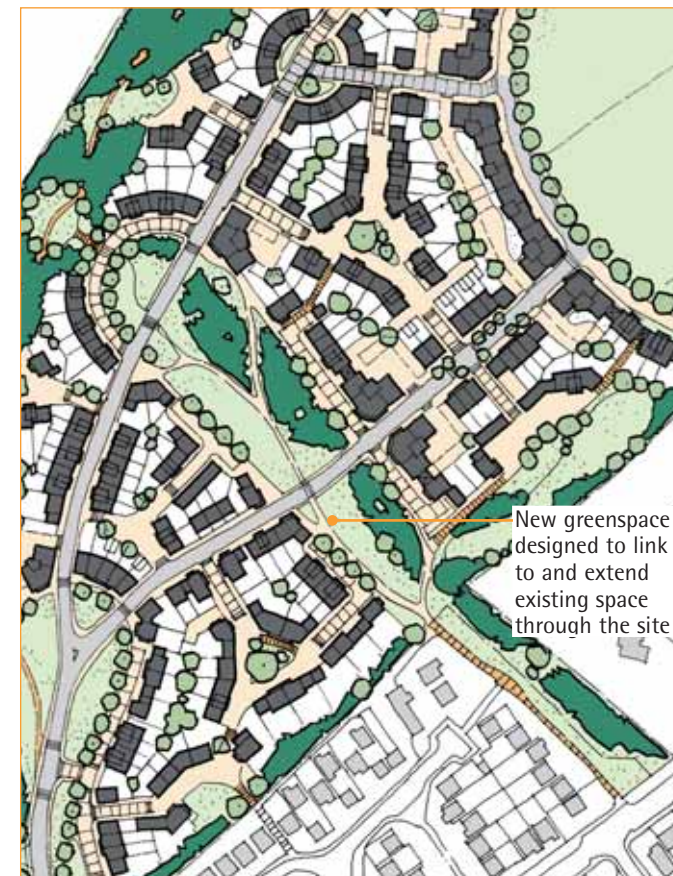 New greenspace
designed to link
to and extend
existing space
through the site